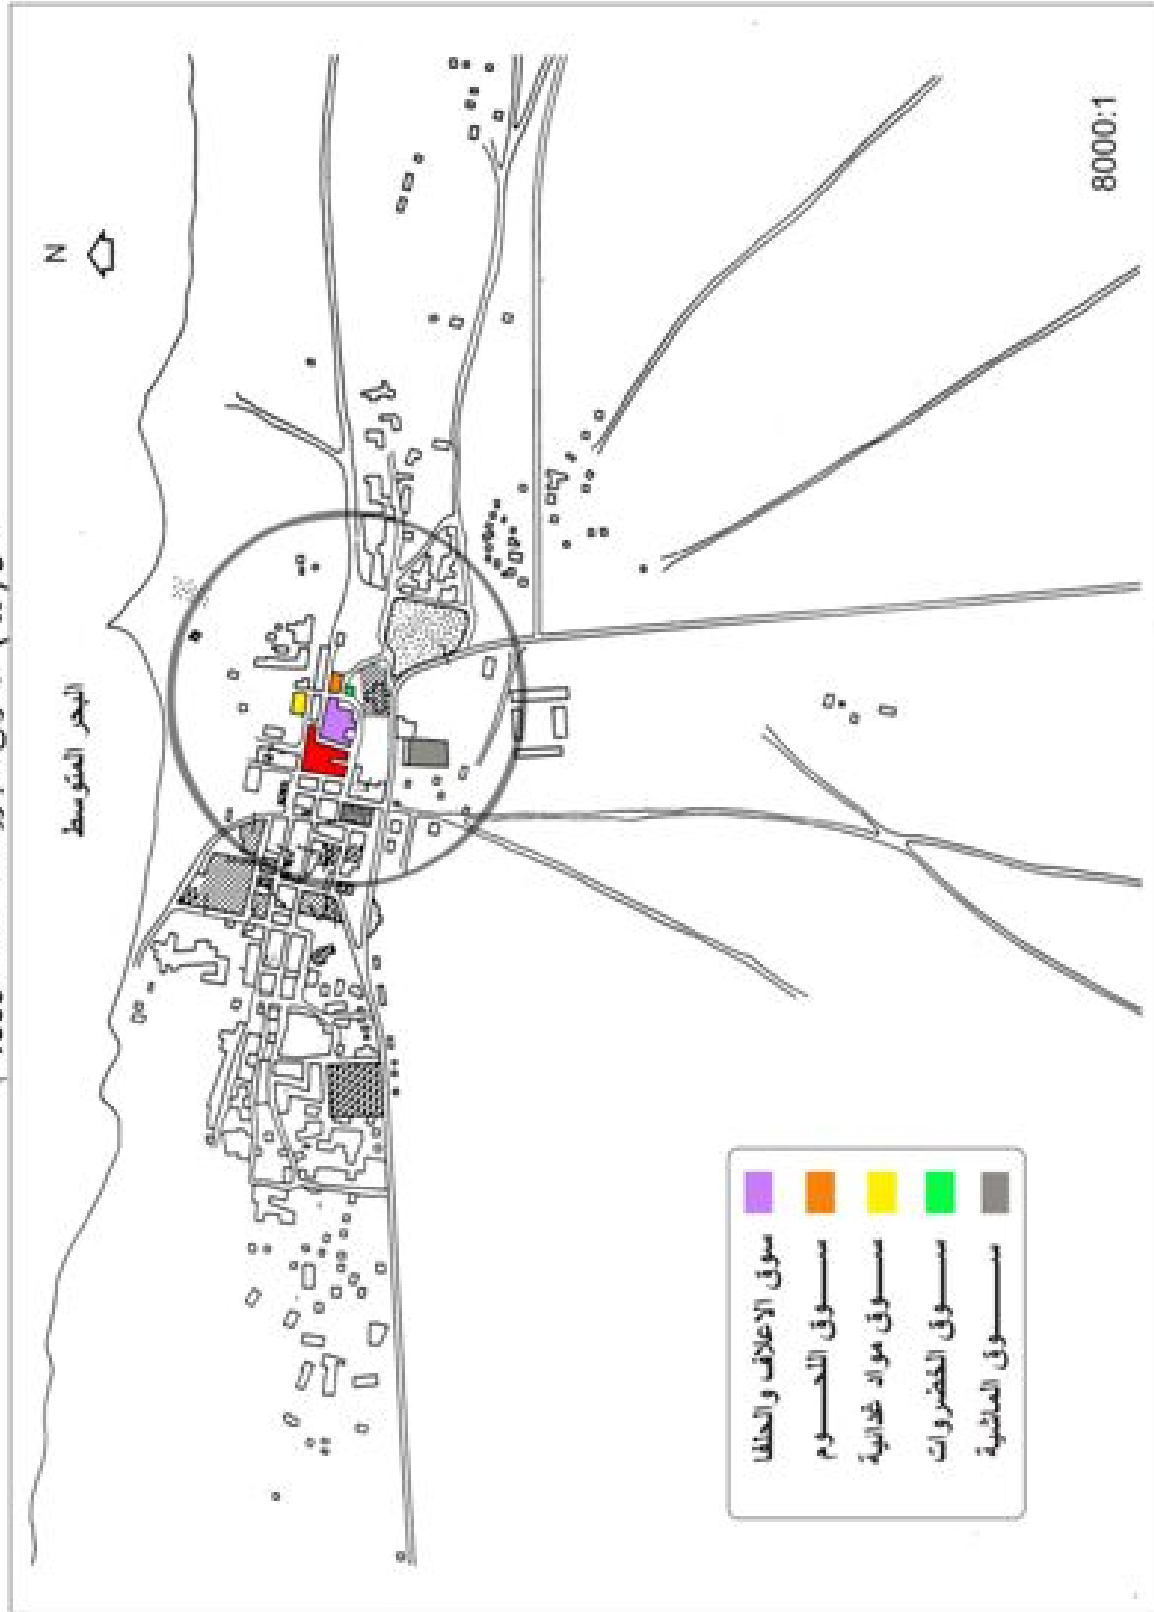 N
البحر المتوسط
8000:1
سوق الاعلاف والحلفا
سوق اللحوم
سوق مواد غذائية
سوق الخضروات
سوق الماشية